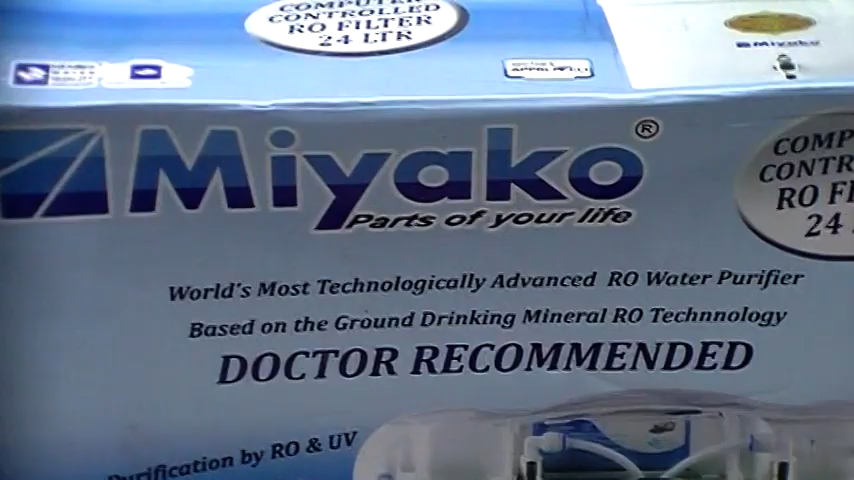 COMPUTER
CONTROLLED
RO FILTER
24 LTR
Miyako
Miyako ®
Parts of your life
COMP
CONTR
RO FI
24
World's Most Technologically Advanced RO Water Purifier
Based on the Ground Drinking Mineral RO Technnology
DOCTOR RECOMMENDED
Purification by RO & UV